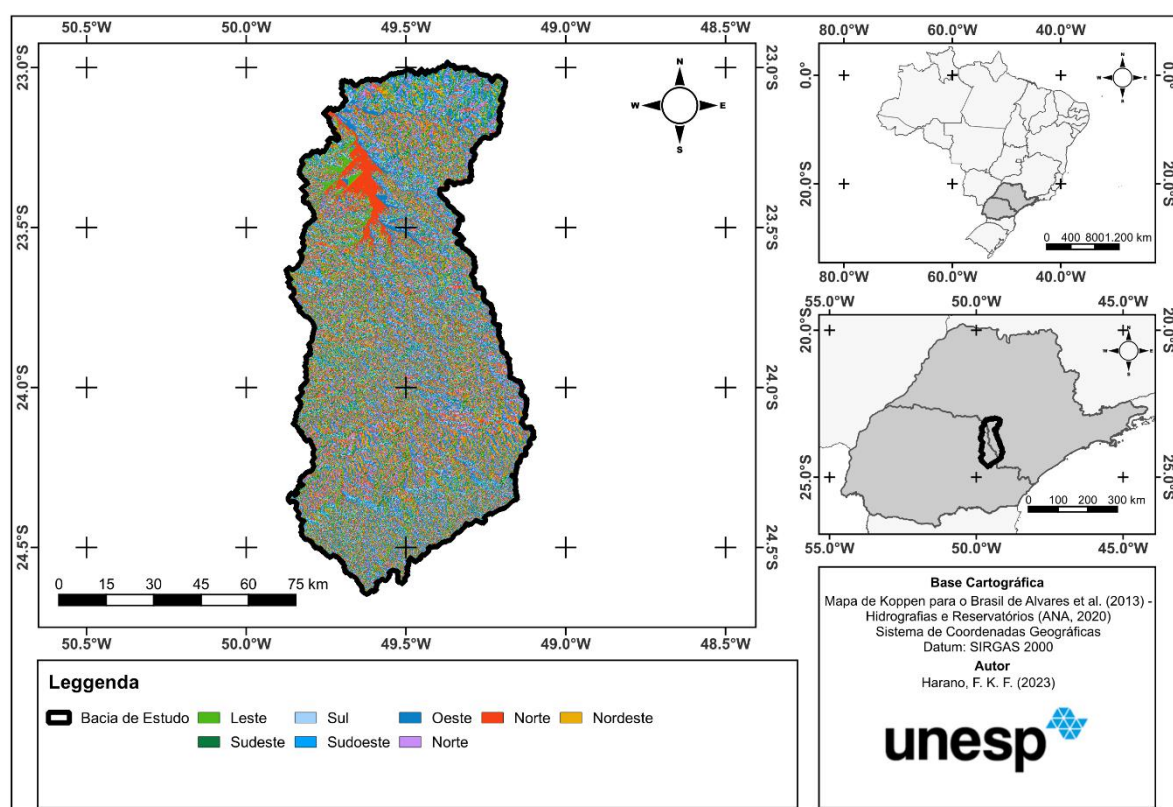 50.5°W 50.0°W 49.5°W 49.0°W 48.5°W
23.0°S 23.0°S
23.5°S 23.5°S
24.0°S 24.0°S
24.5°S 24.5°S
N
W E
S
0 15 30 45 60 75 km
50.5°W 50.0°W 49.5°W 49.0°W 48.5°W
80.0°W 60.0°W 40.0°W
0.0° 0.0°
N
W E
S
20.0°S 20.0°S
0 400 8001.200 km
80.0°W 60.0°W 40.0°W
55.0°W 50.0°W 45.0°W
20.0°S 20.0°S
N
W E
S
25.0°S 25.0°S
0 100 200 300 km
55.0°W 50.0°W 45.0°W
Leggenda
Bacia de Estudo Leste Sul Oeste Norte Nordeste
Sudeste Sudoeste Norte
Base Cartográfica
Mapa de Koppen para o Brasil de Alvares et al. (2013) -
Hidrografias e Reservatórios (ANA, 2020)
Sistema de Coordenadas Geográficas
Datum: SIRGAS 2000
Autor
Harano, F. K. F. (2023)
unesp